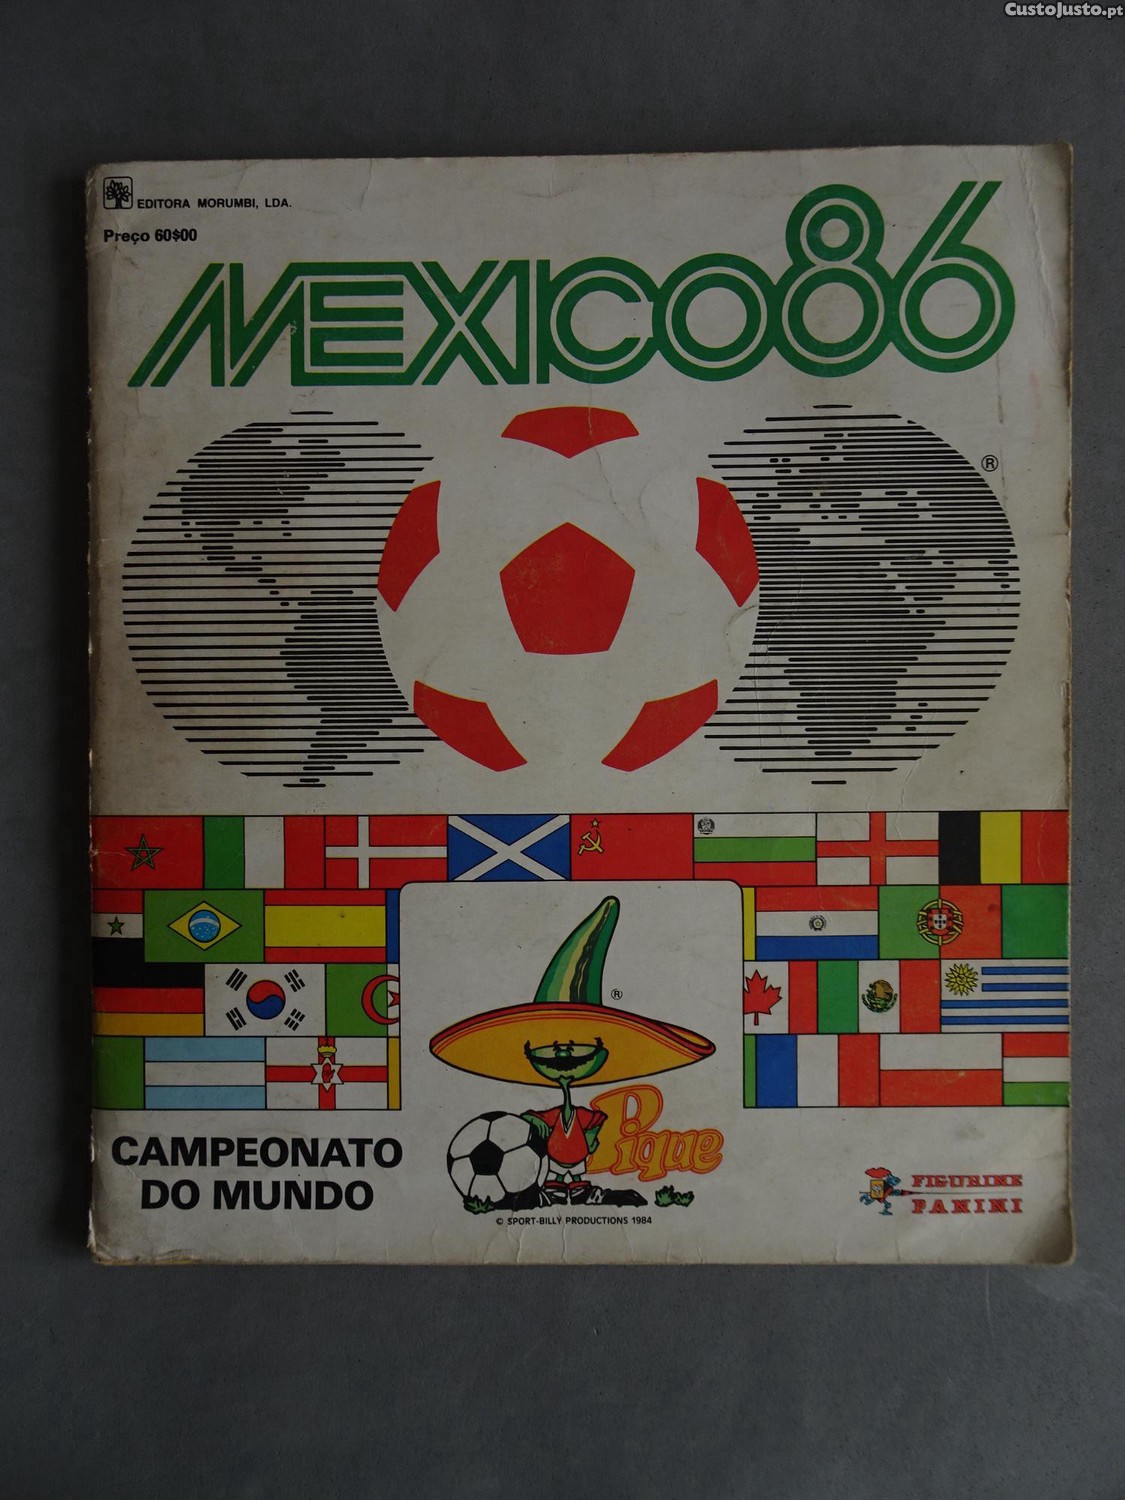 CustoJusto.pt
EDITORA MORUMBI, LDA.
Preço 60$00
MEXICO86
®
®
Pique
CAMPEONATO
DO MUNDO
© SPORT-BILLY PRODUCTIONS 1984
FIGURINE
PANINI